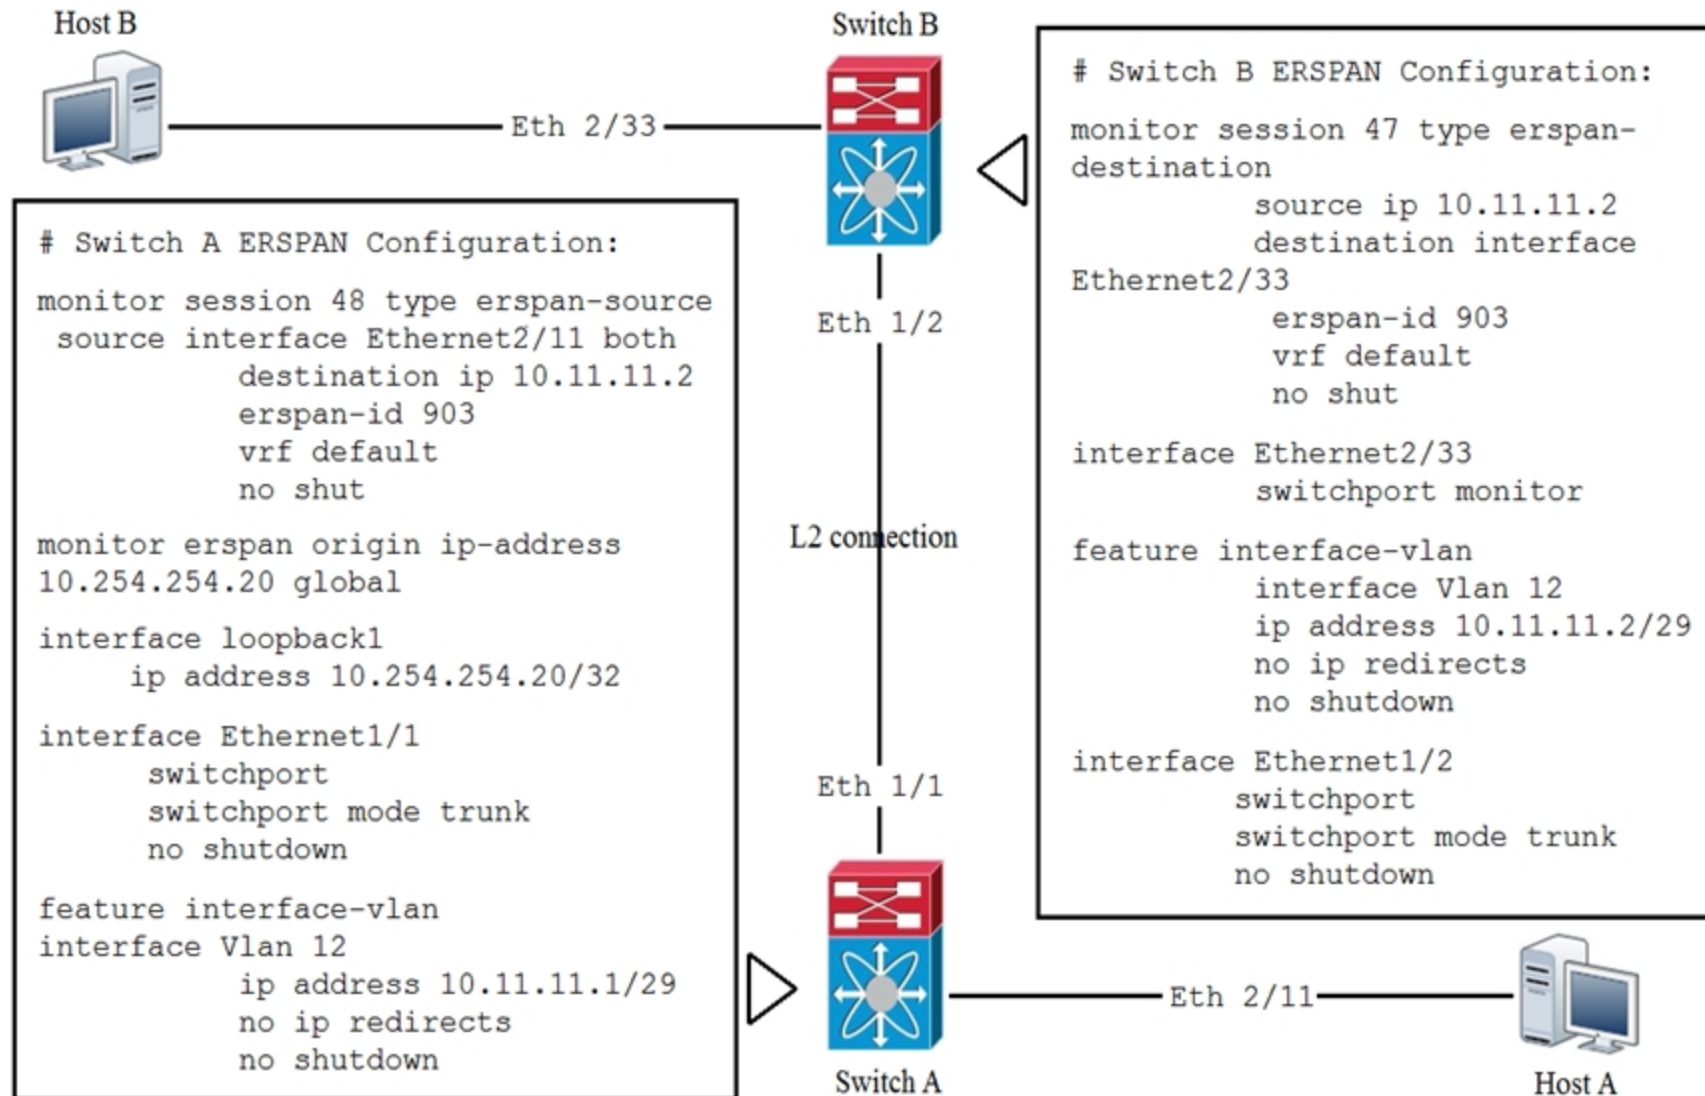 Host B
Switch B
Eth 2/33
# Switch A ERSPAN Configuration:
monitor session 48 type erspan-source
source interface Ethernet2/11 both
destination ip 10.11.11.2
erspan-id 903
vrf default
no shut
monitor erspan origin ip-address
10.254.254.20 global
interface loopback1
ip address 10.254.254.20/32
interface Ethernet1/1
switchport
switchport mode trunk
no shutdown
feature interface-vlan
interface Vlan 12
ip address 10.11.11.1/29
no ip redirects
no shutdown
Eth 1/2
L2 connection
Eth 1/1
# Switch B ERSPAN Configuration:
monitor session 47 type erspan-
destination
source ip 10.11.11.2
destination interface
Ethernet2/33
erspan-id 903
vrf default
no shut
interface Ethernet2/33
switchport monitor
feature interface-vlan
interface Vlan 12
ip address 10.11.11.2/29
no ip redirects
no shutdown
interface Ethernet1/2
switchport
switchport mode trunk
no shutdown
Eth 2/11
Switch A
Host A